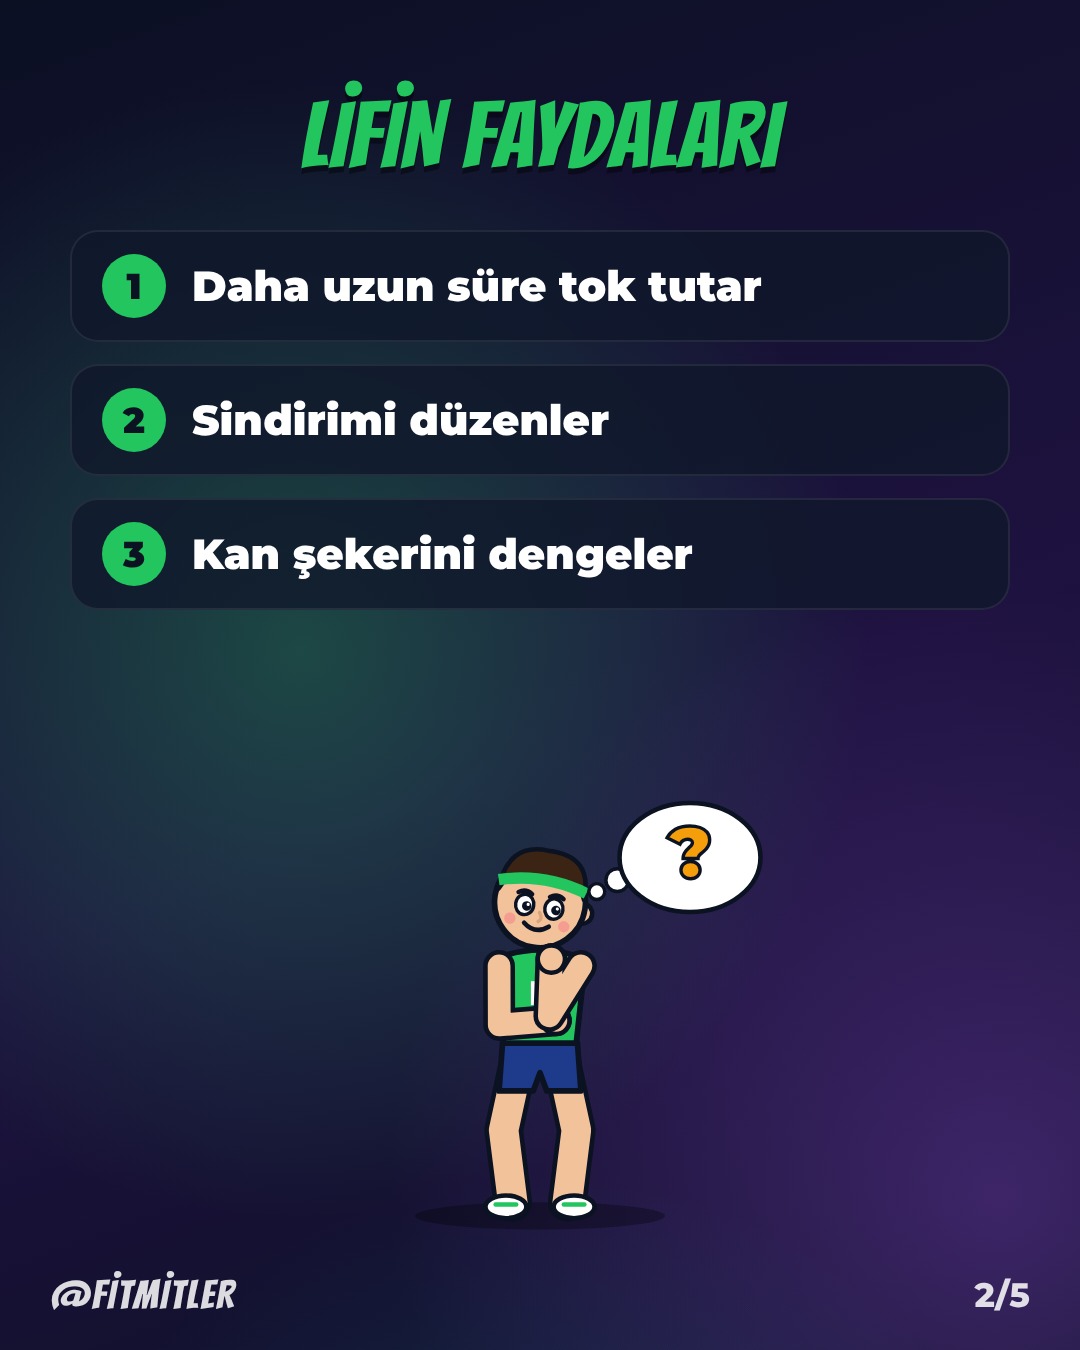 LİFİN FAYDALARI
1 Daha uzun süre tok tutar
2 Sindirimi düzenler
3 Kan şekerini dengeler
?
@FİTMİTLER
2/5